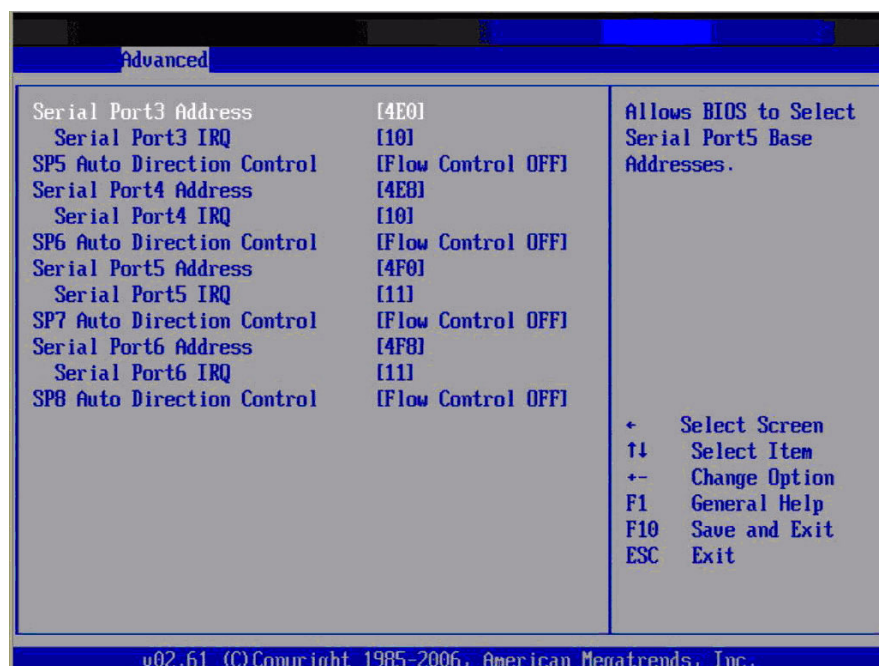 Advanced
Serial Port3 Address [4E0]
Serial Port3 IRQ [10]
SP5 Auto Direction Control [Flow Control OFF]
Serial Port4 Address [4E8]
Serial Port4 IRQ [10]
SP6 Auto Direction Control [Flow Control OFF]
Serial Port5 Address [4F0]
Serial Port5 IRQ [11]
SP7 Auto Direction Control [Flow Control OFF]
Serial Port6 Address [4F8]
Serial Port6 IRQ [11]
SP8 Auto Direction Control [Flow Control OFF]
Allows BIOS to Select
Serial Port5 Base
Addresses.
← Select Screen
↑↓ Select Item
+- Change Option
F1 General Help
F10 Save and Exit
ESC Exit
v02.61 (C)Copyright 1985-2006, American Megatrends, Inc.